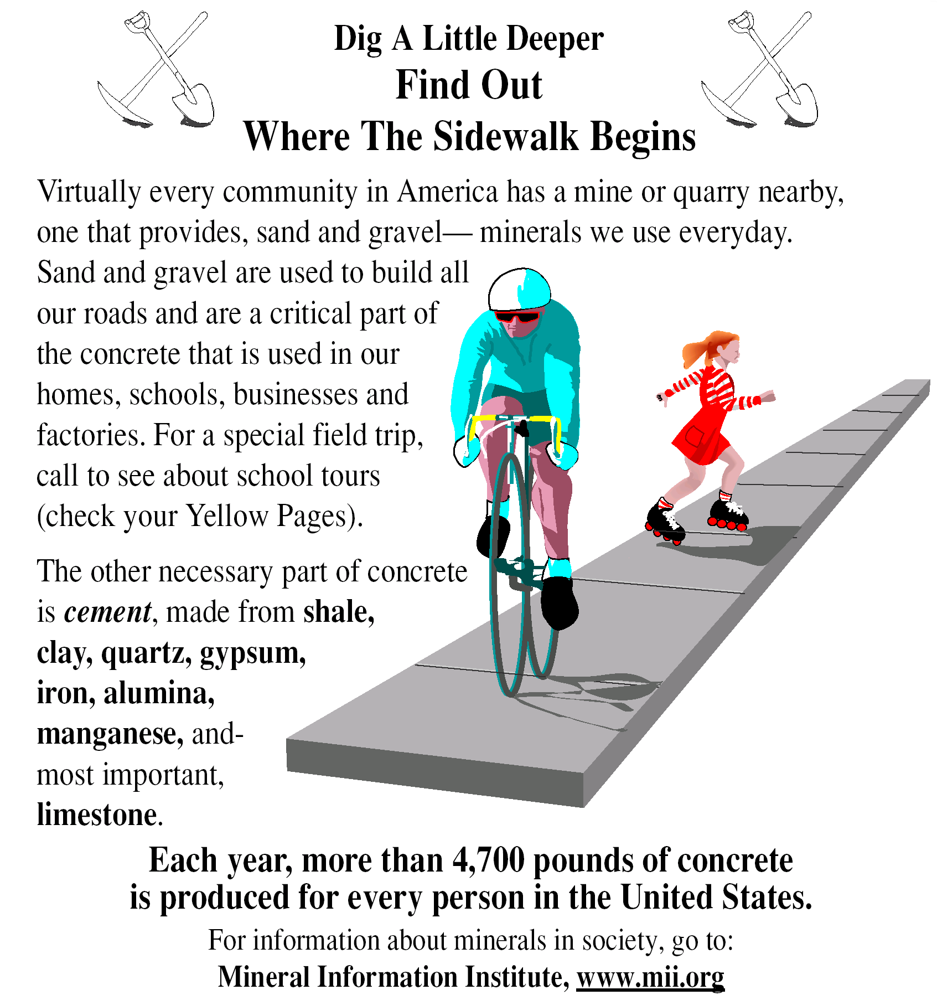 Dig A Little Deeper
Find Out
Where The Sidewalk Begins
Virtually every community in America has a mine or quarry nearby,
one that provides, sand and gravel— minerals we use everyday.
Sand and gravel are used to build all
our roads and are a critical part of
the concrete that is used in our
homes, schools, businesses and
factories. For a special field trip,
call to see about school tours
(check your Yellow Pages).
The other necessary part of concrete
is cement, made from shale,
clay, quartz, gypsum,
iron, alumina,
manganese, and-
most important,
limestone.
Each year, more than 4,700 pounds of concrete
is produced for every person in the United States.
For information about minerals in society, go to:
Mineral Information Institute, www.mii.org